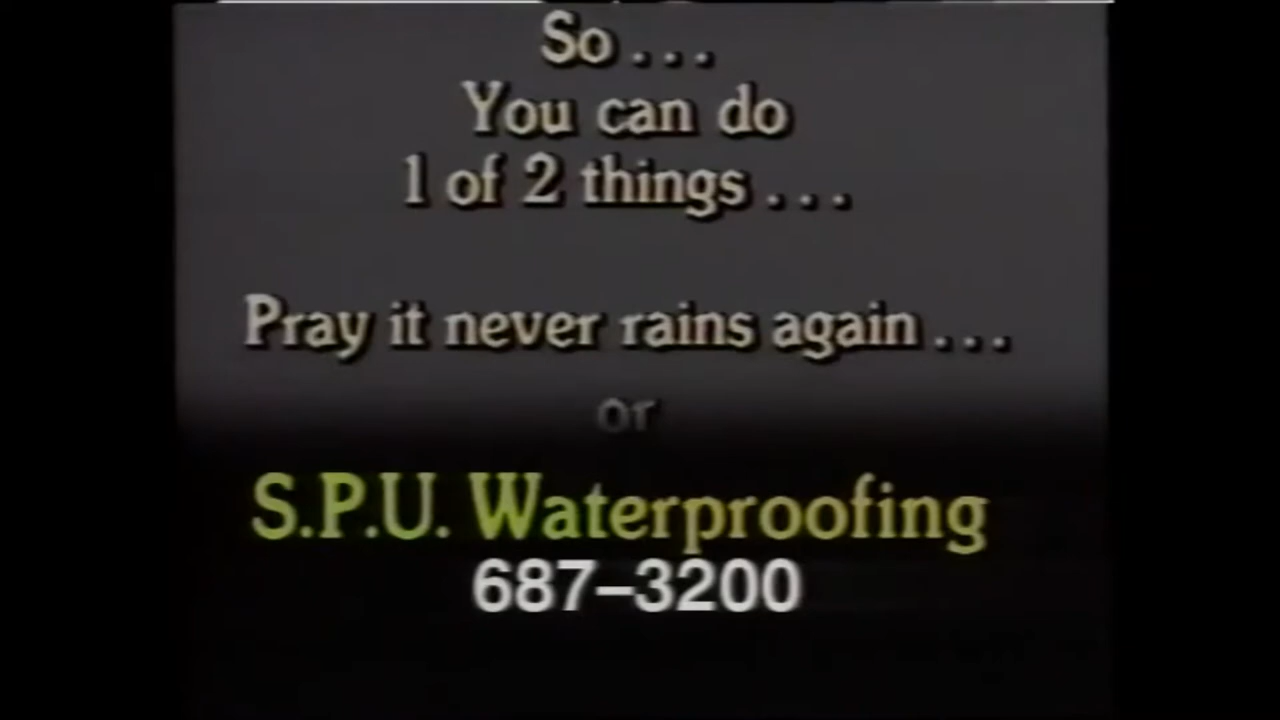 So . . .
You can do
1 of 2 things . . .
Pray it never rains again . . .
or
S.P.U. Waterproofing
687–3200